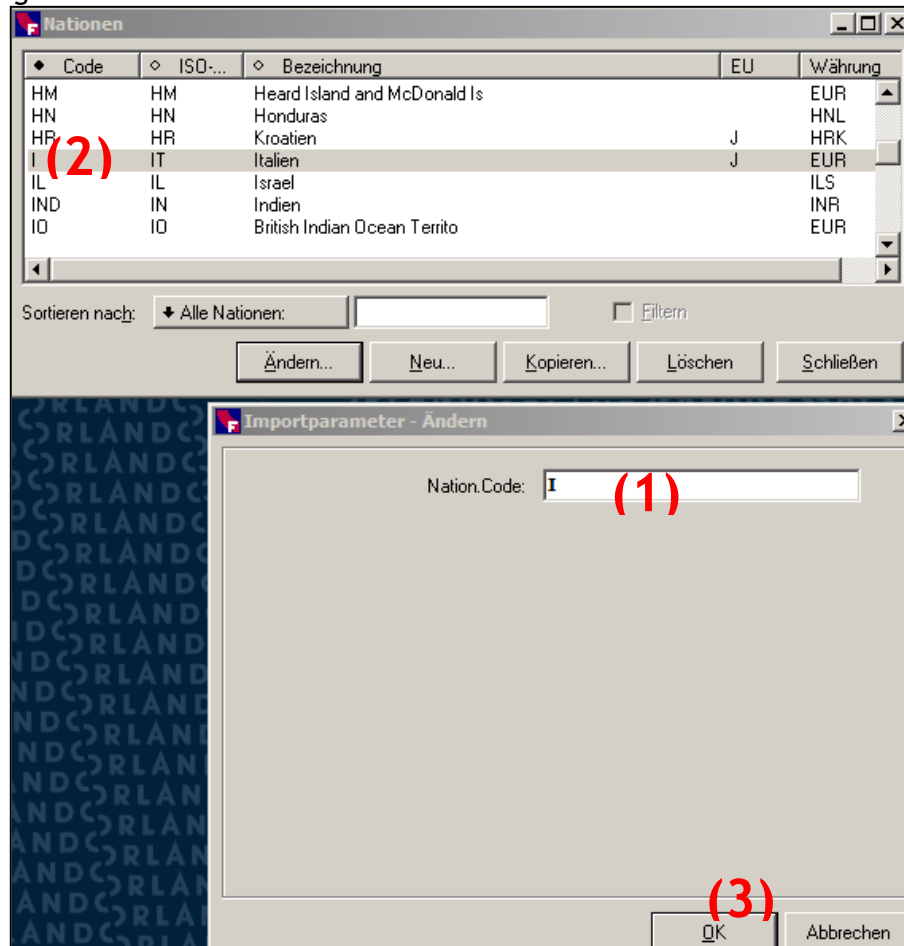 Nationen
Code ISO-... Bezeichnung EU Währung
HM HM Heard Island and McDonald Is EUR
HN HN Honduras HNL
HR HR Kroatien J HRK
I (2) IT Italien J EUR
IL IL Israel ILS
IND IN Indien INR
IO IO British Indian Ocean Territo EUR
Sortieren nach: Alle Nationen: Filtern
Ändern... Neu... Kopieren... Löschen Schließen
Importparameter - Ändern
Nation.Code: I (1)
(3)
OK Abbrechen
ORLANDO